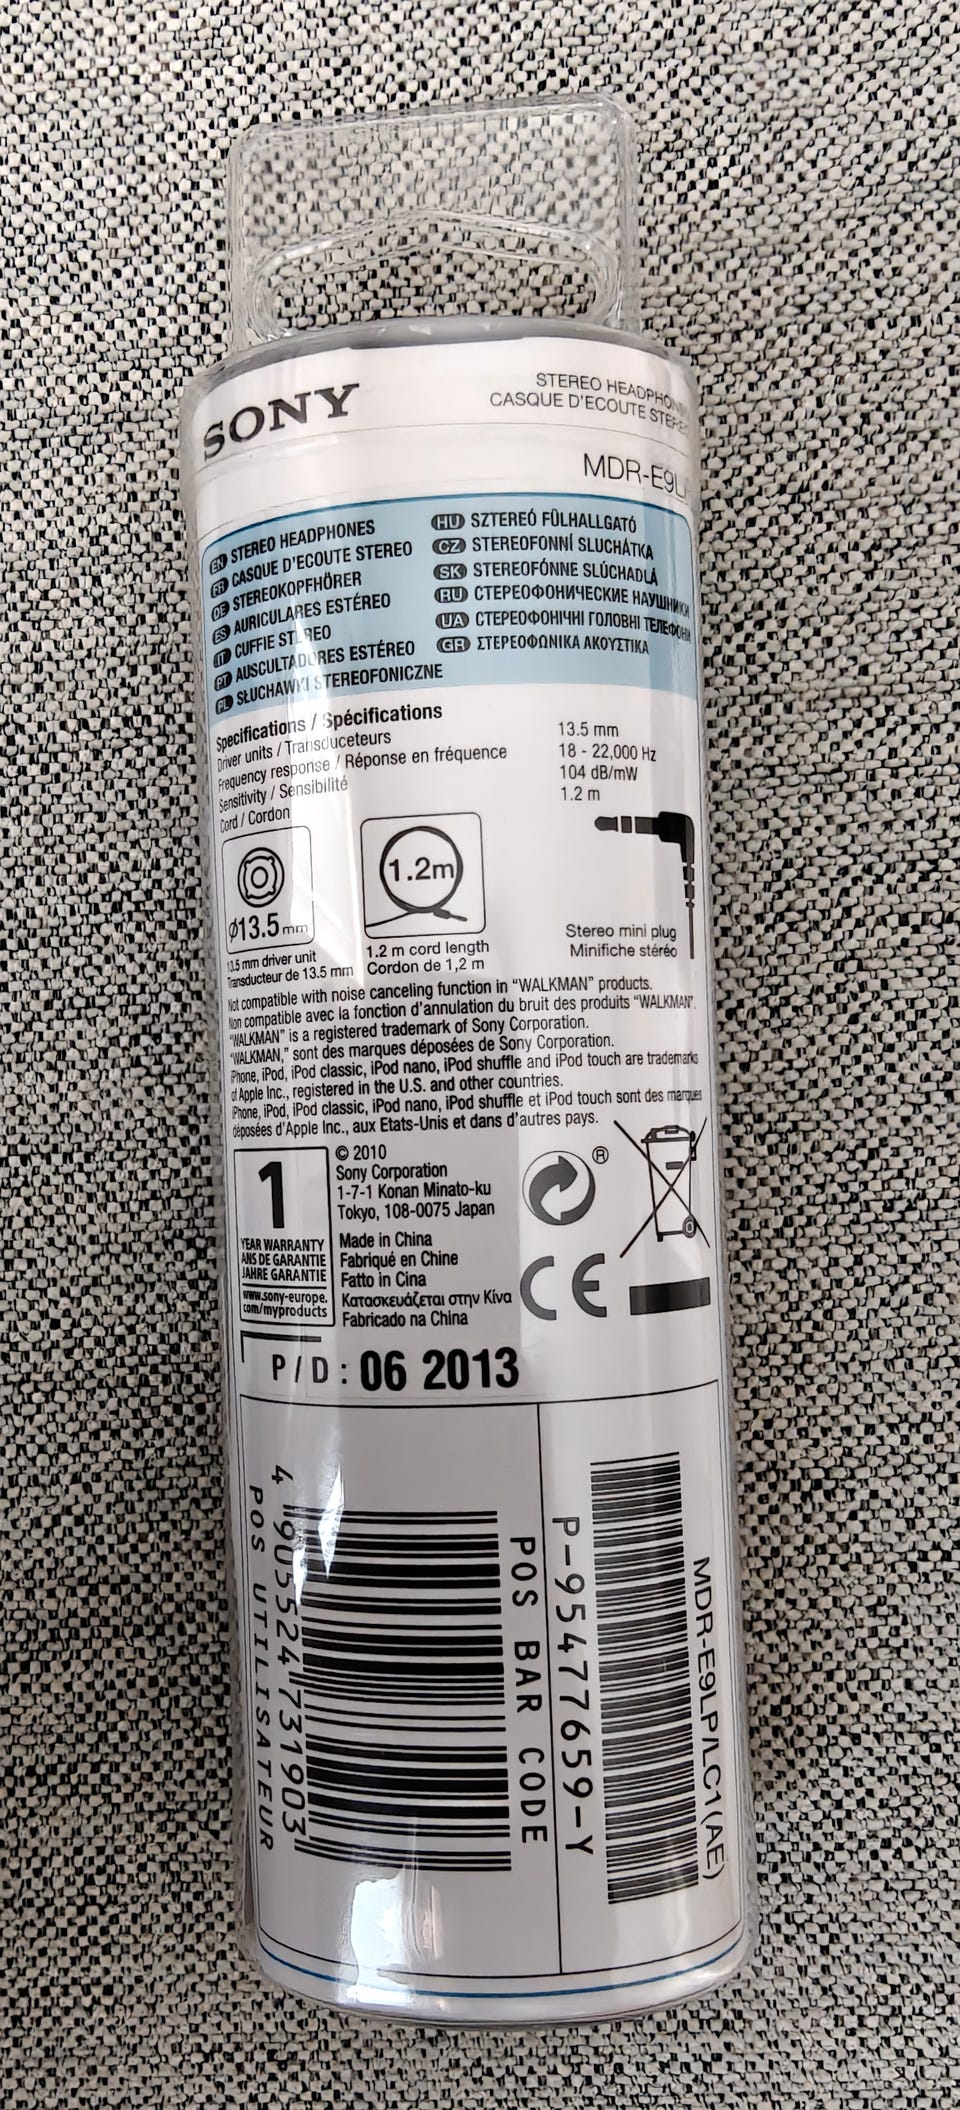 SONY
STEREO HEADPHONES
CASQUE D'ECOUTE STEREO
MDR-E9L
EN STEREO HEADPHONES
FR CASQUE D'ECOUTE STEREO
DE STEREOKOPFHÖRER
ES AURICULARES ESTÉREO
IT CUFFIE STEREO
PT AUSCULTADORES ESTÉREO
PL SŁUCHAWKI STEREOFONICZNE
HU SZTEREÓ FÜLHALLGATÓ
CZ STEREOFONNÍ SLUCHÁTKA
SK STEREOFÓNNE SLÚCHADLÁ
RU СТЕРЕОФОНИЧЕСКИЕ НАУШНИКИ
UA СТЕРЕОФОНІЧНІ ГОЛОВНІ ТЕЛЕФОНИ
GR ΣΤΕΡΕΟΦΩΝΙΚΑ ΑΚΟΥΣΤΙΚΑ
Specifications / Spécifications
Driver units / Transduceteurs 13.5 mm
Frequency response / Réponse en fréquence 18 - 22,000 Hz
Sensitivity / Sensibilité 104 dB/mW
Cord / Cordon 1.2 m
Ø13.5 mm
13.5 mm driver unit
Transducteur de 13.5 mm
1.2m
1.2 m cord length
Cordon de 1,2 m
Stereo mini plug
Minifiche stéréo
Not compatible with noise canceling function in "WALKMAN" products.
Non compatible avec la fonction d'annulation du bruit des produits "WALKMAN".
"WALKMAN" is a registered trademark of Sony Corporation.
"WALKMAN," sont des marques déposées de Sony Corporation.
iPhone, iPod, iPod classic, iPod nano, iPod shuffle and iPod touch are trademarks
of Apple Inc., registered in the U.S. and other countries.
iPhone, iPod, iPod classic, iPod nano, iPod shuffle et iPod touch sont des marques
déposées d'Apple Inc., aux Etats-Unis et dans d'autres pays.
1
YEAR WARRANTY
ANS DE GARANTIE
JAHRE GARANTIE
www.sony-europe.
com/myproducts
© 2010
Sony Corporation
1-7-1 Konan Minato-ku
Tokyo, 108-0075 Japan
Made in China
Fabriqué en Chine
Fatto in Cina
Κατασκευάζεται στην Κίνα
Fabricado na China
®
CE
P/D: 06 2013
POS BAR CODE
4 905524 731903
POS UTILISATEUR
MDR-E9LP/LC1(AE)
P-95477659-Y